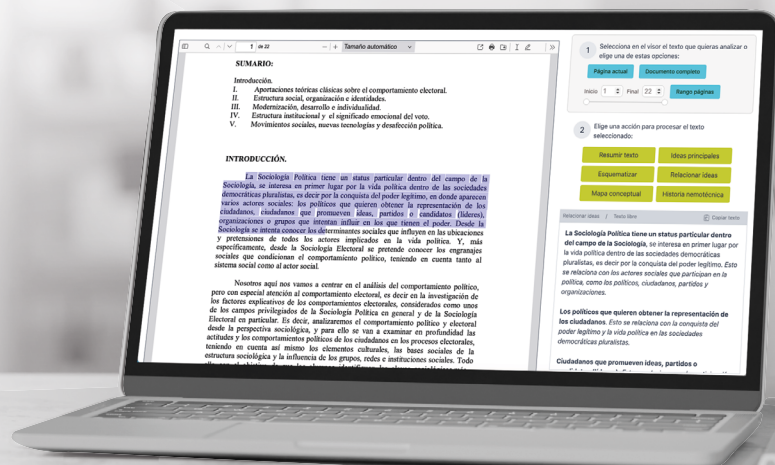 1 de 22
Tamaño automático
SUMARIO:
Introducción.
I. Aportaciones teóricas clásicas sobre el comportamiento electoral.
II. Estructura social, organización e identidades.
III. Modernización, desarrollo e individualidad.
IV. Estructura institucional y el significado emocional del voto.
V. Movimientos sociales, nuevas tecnologías y desafección política.
INTRODUCCIÓN.
La Sociología Política tiene un status particular dentro del campo de la
Sociología, se interesa en primer lugar por la vida política dentro de las sociedades
democráticas pluralistas, es decir por la conquista del poder legítimo, en donde aparecen
varios actores sociales: los políticos que quieren obtener la representación de los
ciudadanos, ciudadanos que promueven ideas, partidos o candidatos (líderes),
organizaciones o grupos que intentan influir en los que tienen el poder. Desde la
Sociología se intenta conocer los determinantes sociales que influyen en las ubicaciones
y pretensiones de todos los actores implicados en la vida política. Y, más
específicamente, desde la Sociología Electoral se pretende conocer los engranajes
sociales que condicionan el comportamiento político, teniendo en cuenta tanto al
sistema social como al actor social.
Nosotros aquí nos vamos a centrar en el análisis del comportamiento político,
pero con especial atención al comportamiento electoral, es decir en la investigación de
los factores explicativos de los comportamientos electorales, considerados como unos
de los campos privilegiados de la Sociología Política en general y de la Sociología
Electoral en particular. Es decir, analizaremos el comportamiento político y electoral
desde la perspectiva sociológica, y para ello se van a examinar en profundidad las
actitudes y los comportamientos políticos de los ciudadanos en los procesos electorales,
teniendo en cuenta así mismo los elementos culturales, las bases sociales de la
estructura sociológica y la influencia de los grupos, redes e instituciones sociales. Todo
1 Selecciona en el visor el texto que quieras analizar o
elige una de estas opciones:
Página actual Documento completo
Inicio 1 Final 22 Rango páginas
2 Elige una acción para procesar el texto
seleccionado:
Resumir texto Ideas principales
Esquematizar Relacionar ideas
Mapa conceptual Historia nemotécnica
Relacionar ideas / Texto libre Copiar texto
La Sociología Política tiene un status particular dentro
del campo de la Sociología, se interesa en primer lugar por
la vida política dentro de las sociedades democráticas
pluralistas, es decir por la conquista del poder legítimo. Esto
se relaciona con los actores sociales que participan en la
política, como los políticos, ciudadanos, partidos y
organizaciones.
Los políticos que quieren obtener la representación de
los ciudadanos. Esto se relaciona con la conquista del
poder legítimo y la vida política en las sociedades
democráticas pluralistas.
Ciudadanos que promueven ideas, partidos o